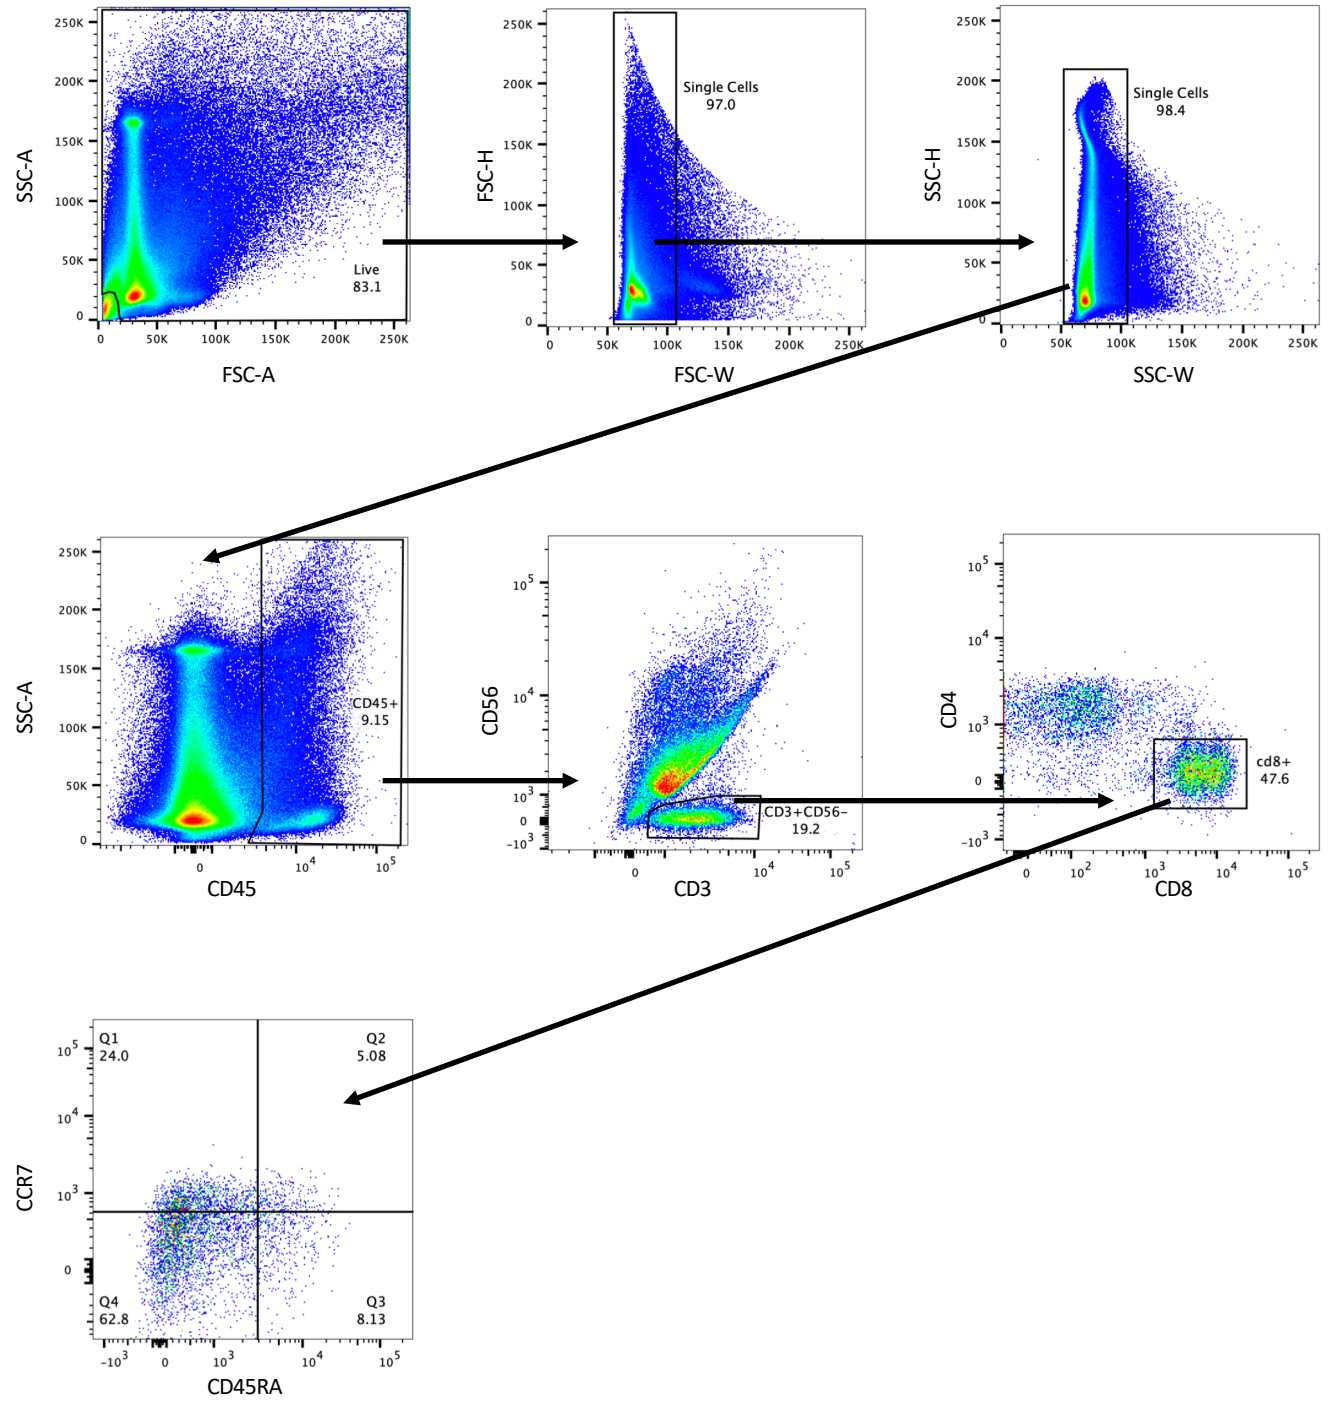 250K
200K
150K
100K
50K
0
SSC-A
Live
83.1
0 50K 100K 150K 200K 250K
FSC-A
250K
200K
150K
100K
50K
0
FSC-H
Single Cells
97.0
0 50K 100K 150K 200K 250K
FSC-W
250K
200K
150K
100K
50K
0
SSC-H
Single Cells
98.4
0 50K 100K 150K 200K 250K
SSC-W
250K
200K
150K
100K
50K
0
SSC-A
CD45+
9.15
0 10^4 10^5
CD45
10^5
10^4
10^3
0
-10^3
CD56
CD3+CD56-
19.2
0 10^4 10^5
CD3
10^5
10^4
10^3
0
-10^3
CD4
cd8+
47.6
0 10^2 10^3 10^4 10^5
CD8
Q1
24.0
Q2
5.08
10^5
10^4
10^3
0
CCR7
Q4
62.8
Q3
8.13
-10^3 0 10^3 10^4 10^5
CD45RA